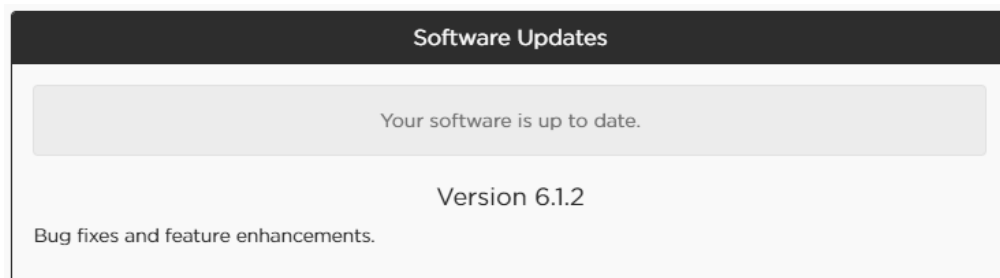 Software Updates
Your software is up to date.
Version 6.1.2
Bug fixes and feature enhancements.